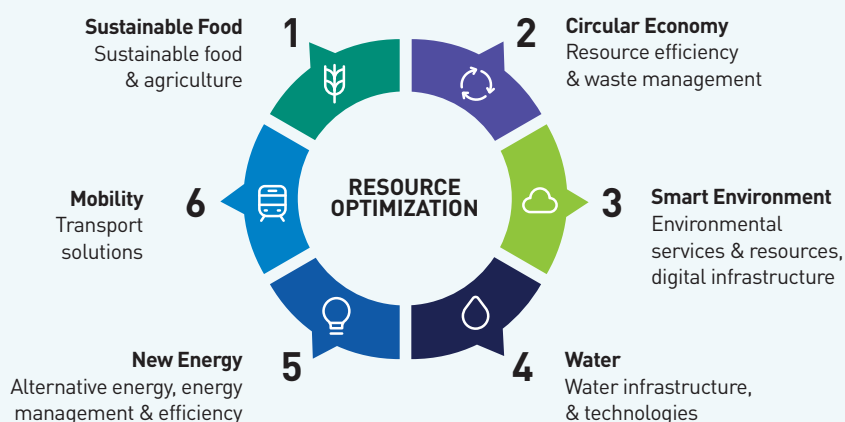 1
Sustainable Food
Sustainable food
& agriculture
2
Circular Economy
Resource efficiency
& waste management
3
Smart Environment
Environmental
services & resources,
digital infrastructure
4
Water
Water infrastructure,
& technologies
5
New Energy
Alternative energy, energy
management & efficiency
6
Mobility
Transport
solutions
RESOURCE
OPTIMIZATION